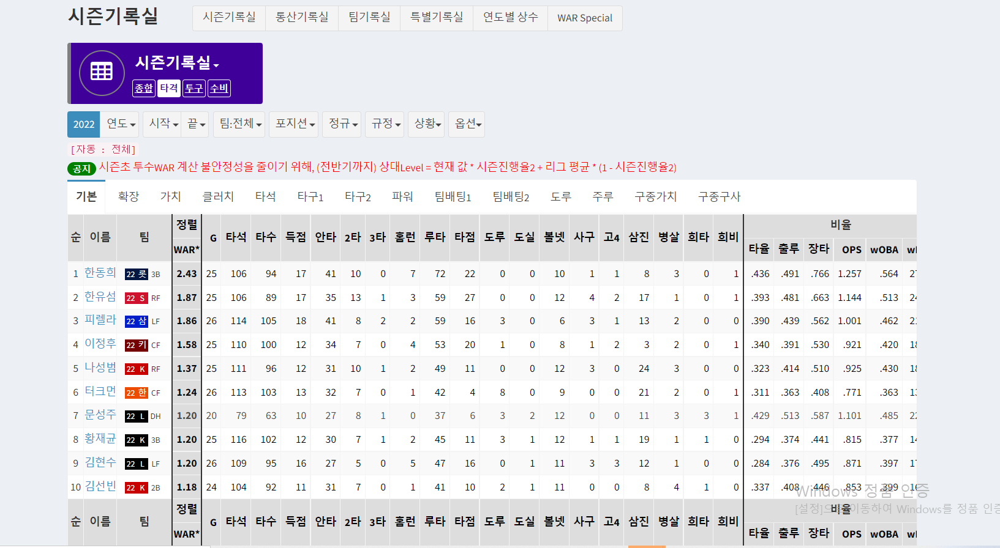 시즌기록실
시즌기록실 통산기록실 팀기록실 특별기록실 연도별 상수 WAR Special
시즌기록실
종합 타격 투구 수비
2022 연도 시작 끝 팀:전체 포지션 정규 규정 상황 옵션
[자동 : 전체]
공지 시즌초 투수WAR 계산 불안정성을 줄이기 위해, (전반기까지) 상대Level = 현재 값 * 시즌진행율2 + 리그 평균 * (1 - 시즌진행율2)
기본 확장 가치 클러치 타석 타구1 타구2 파워 팀배팅1 팀배팅2 도루 주루 구종가치 구종구사
순 이름 팀 정렬 G 타석 타수 득점 안타 2타 3타 홈런 루타 타점 도루 도실 볼넷 사구 고4 삼진 병살 희타 희비 비율
WAR* 타율 출루 장타 OPS wOBA
1 한동희 22 롯 3B 2.43 25 106 94 17 41 10 0 7 72 22 0 0 10 1 1 8 3 0 1 .436 .491 .766 1.257 .564
2 한유섬 22 S RF 1.87 25 106 89 17 35 13 1 3 59 27 0 0 12 4 2 17 1 0 1 .393 .481 .663 1.144 .513
3 피렐라 22 삼 LF 1.86 26 114 105 18 41 8 2 2 59 16 3 0 6 3 1 13 2 0 0 .390 .439 .562 1.001 .462
4 이정후 22 키 CF 1.58 25 110 100 12 34 7 0 4 53 20 1 0 8 1 2 3 2 0 1 .340 .391 .530 .921 .420
5 나성범 22 K RF 1.37 25 111 96 12 31 10 1 2 49 11 0 0 12 3 0 24 3 0 0 .323 .414 .510 .925 .430
6 터크먼 22 한 CF 1.24 26 113 103 13 32 7 0 1 42 4 8 0 9 0 0 21 2 0 1 .311 .363 .408 .771 .363
7 문성주 22 L DH 1.20 20 79 63 10 27 8 1 0 37 6 3 2 12 0 0 11 3 3 1 .429 .513 .587 1.101 .485
8 황재균 22 K 3B 1.20 25 116 102 12 30 7 1 2 45 11 3 1 12 1 1 19 1 1 0 .294 .374 .441 .815 .377
9 김현수 22 L LF 1.20 26 109 95 16 27 5 0 5 47 16 0 1 11 3 3 12 1 0 0 .284 .376 .495 .871 .397
10 김선빈 22 K 2B 1.18 24 104 92 11 31 7 0 1 41 10 2 1 11 0 0 8 4 1 0 .337 .408 .446 .853 .399
Windows 정품 인증
순 이름 팀 정렬 G 타석 타수 득점 안타 2타 3타 홈런 루타 타점 도루 도실 볼넷 사구 고4 삼진 병살 희타 희비 비율
[설정]으로 이동하여 Windows를 정품 인증
WAR* 타율 출루 장타 OPS wOBA